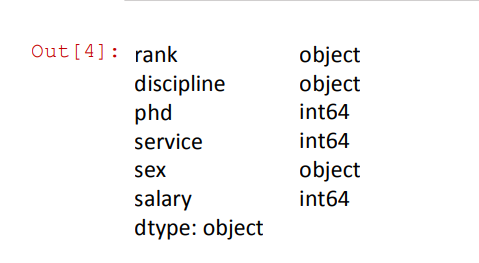 Out[4]: rank object
discipline object
phd int64
service int64
sex object
salary int64
dtype: object